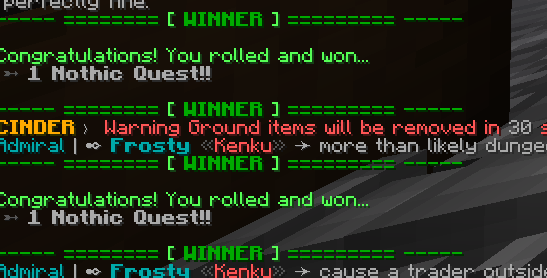 perfectly fine.
----- ========= [ WINNER ] ========= -----
Congratulations! You rolled and won...
➳ 1 Nothic Quest!!
----- ========= [ WINNER ] ========= -----
CINDER › Warning Ground items will be removed in 30 s
Admiral | ∞ Frosty «Kenku» → more than likely dunge
----- ========= [ WINNER ] ========= -----
Congratulations! You rolled and won...
➳ 1 Nothic Quest!!
----- ========= [ WINNER ] ========= -----
Admiral | ∞ Frosty «Kenku» → cause a trader outsid